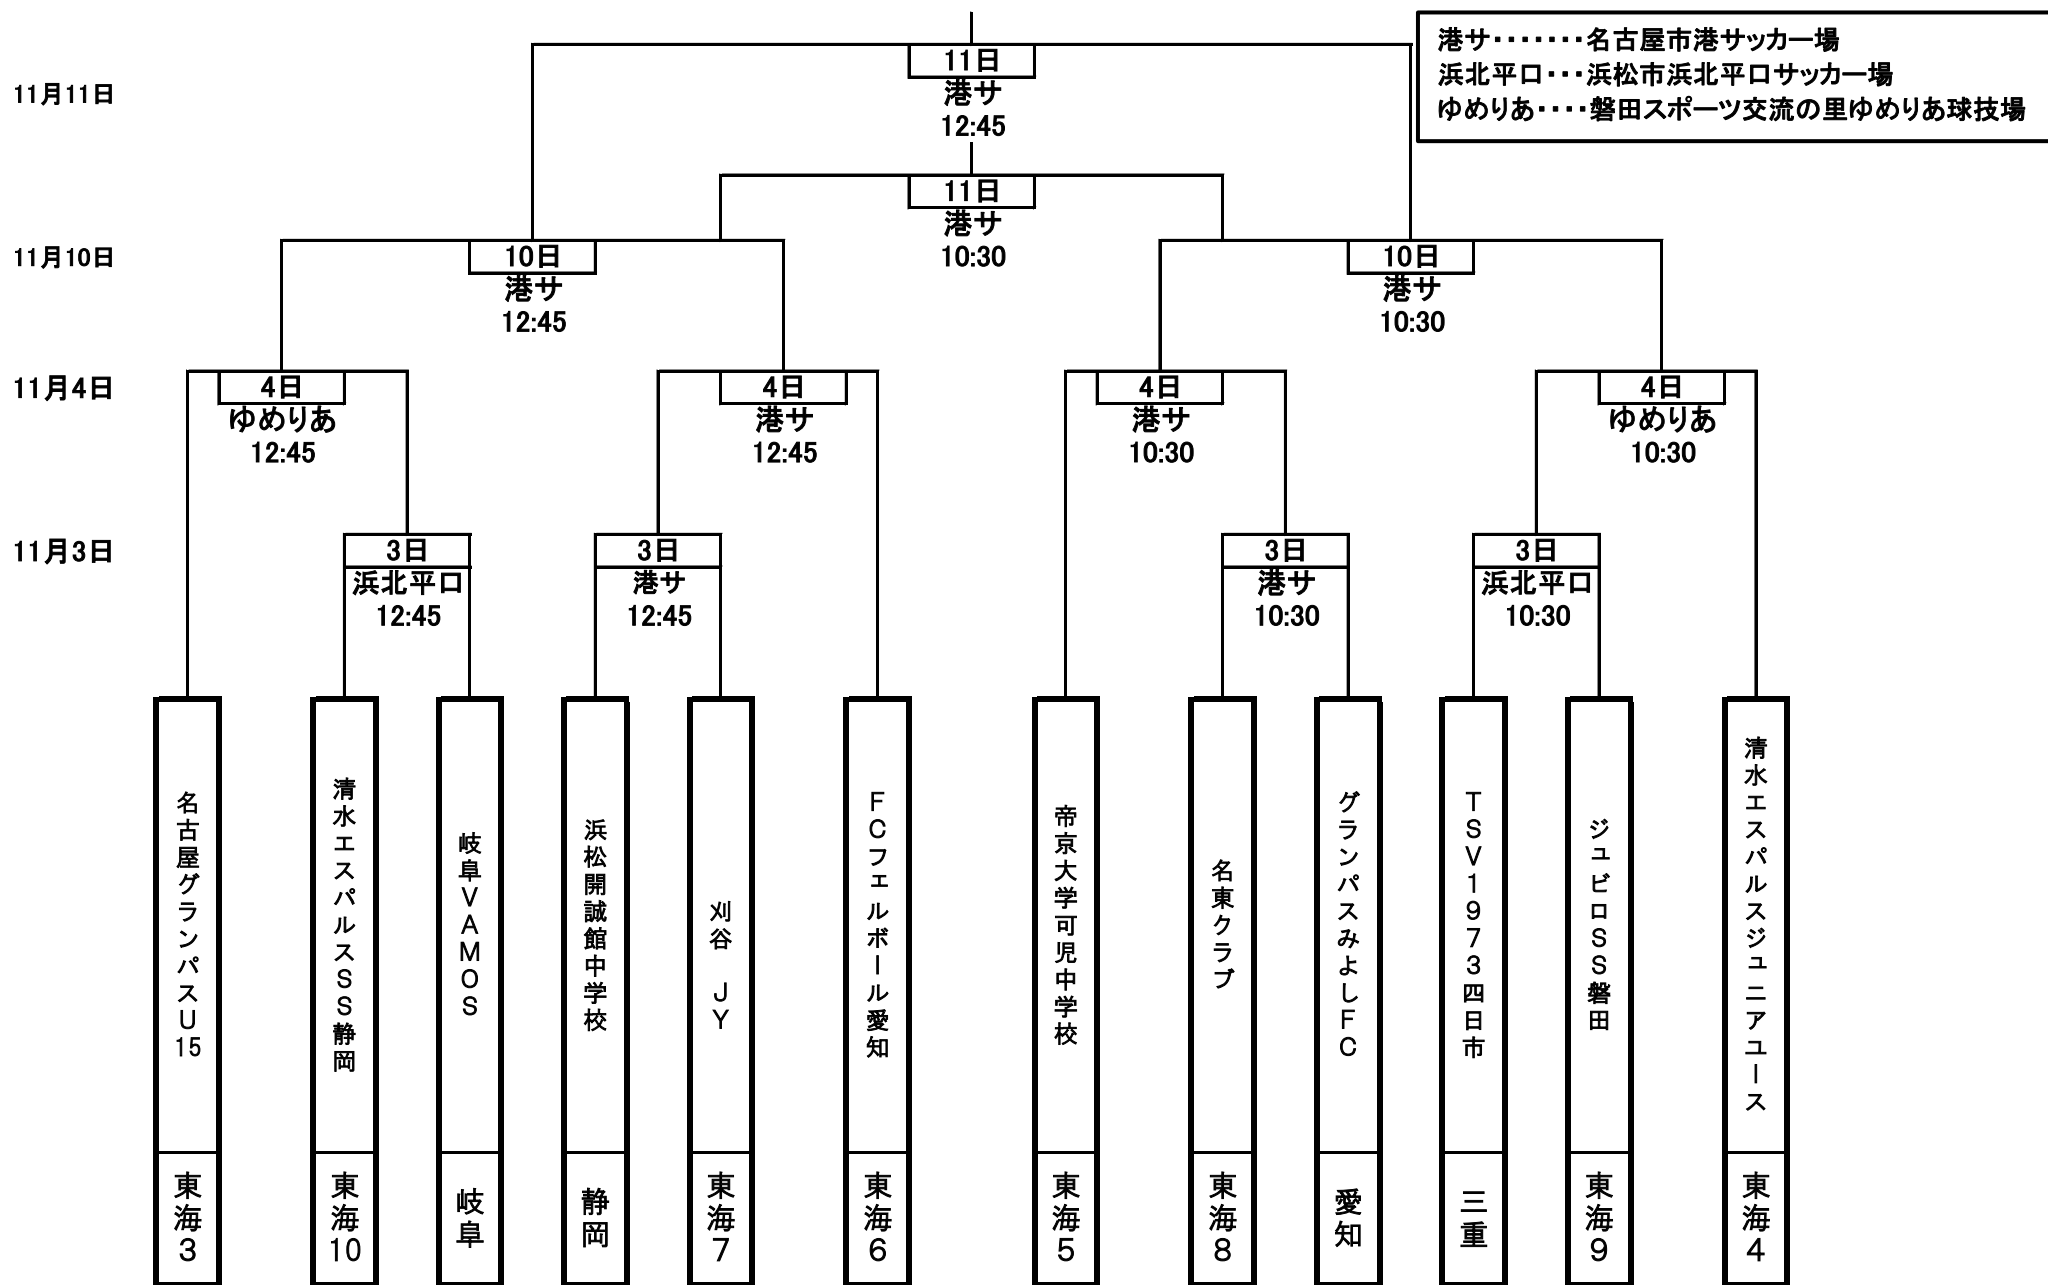 港サ・・・・・・・名古屋市港サッカー場
浜北平口・・・浜松市浜北平口サッカー場
ゆめりあ・・・・磐田スポーツ交流の里ゆめりあ球技場
11月11日
11日
港サ
12:45
11日
港サ
10:30
11月10日
10日
港サ
12:45
10日
港サ
10:30
11月4日
4日
ゆめりあ
12:45
4日
港サ
12:45
4日
港サ
10:30
4日
ゆめりあ
10:30
11月3日
3日
浜北平口
12:45
3日
港サ
12:45
3日
港サ
10:30
3日
浜北平口
10:30
名古屋グランパスU15
清水エスパルスSS静岡
岐阜VAMOS
浜松開誠館中学校
刈谷 JY
FCフェルボール愛知
帝京大学可児中学校
名東クラブ
グランパスみよしFC
TSV1973四日市
ジュビロSS磐田
清水エスパルスジュニアユース
東海3
東海10
岐阜
静岡
東海7
東海6
東海5
東海8
愛知
三重
東海9
東海4